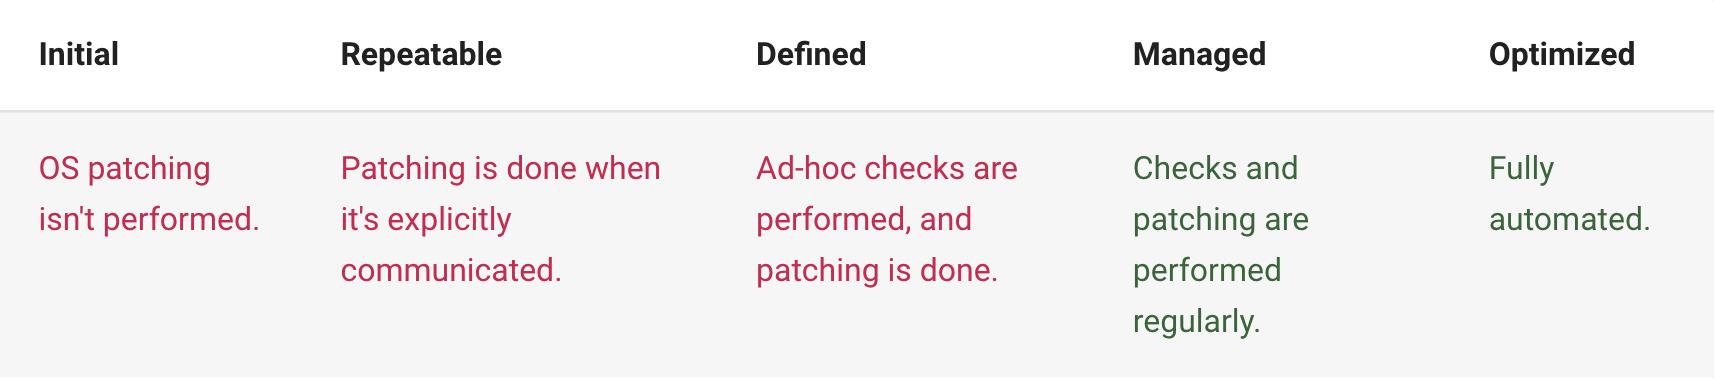 Initial
Repeatable
Defined
Managed
Optimized
OS patching
isn't performed.
Patching is done when
it's explicitly
communicated.
Ad-hoc checks are
performed, and
patching is done.
Checks and
patching are
performed
regularly.
Fully
automated.